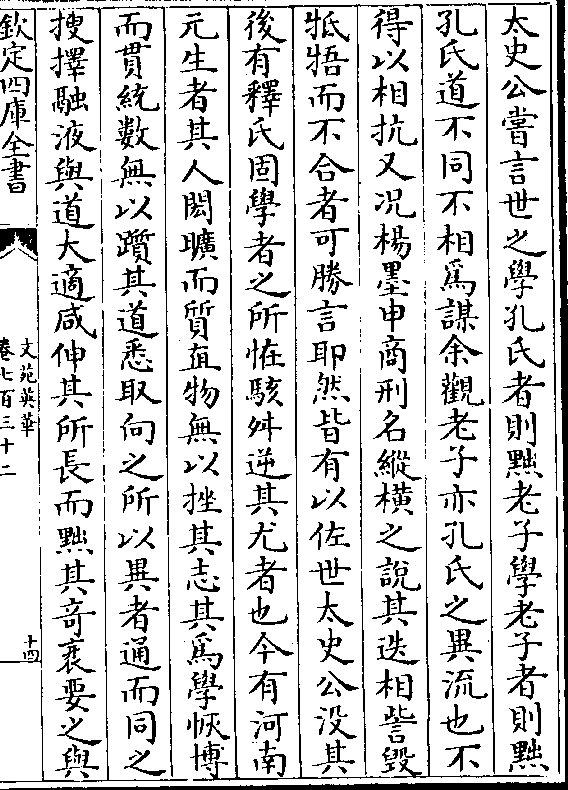 太史公嘗言世之學孔氏者則黜老子學老子者則黜
孔氏道不同不相爲謀余觀老子亦孔氏之異流也不
得以相抗又况楊墨申商刑名縱橫之說其迭相訾毀
牴牾而不合者可勝言耶然皆有以佐世太史公没其
後有釋氏固學者之所怪駭舛逆其尤者也今有河南
元生者其人閎曠而質直物無以挫其志其爲學恢博
而貫統數無以躓其道悉取向之所以異者通而同之
搜擇融液與道大適咸伸其所長而黜其奇衺要之與
欽定四庫全書
文苑英華
卷七百三十二
十四